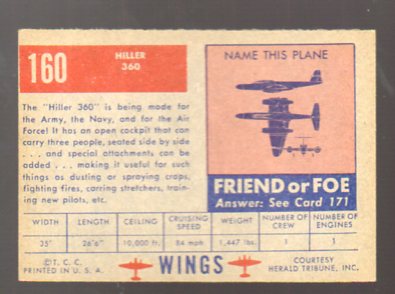 160
HILLER
360
The "Hiller 360" is being made for
the Army, the Navy, and for the Air
Force! It has an open cockpit that can
carry three people, seated side by side
. . . and special attachments can be
added . . . making it useful for such
things as dusting or spraying crops,
fighting fires, carrying stretchers, train-
ing new pilots, etc.
NAME THIS PLANE
FRIEND or FOE
Answer: See Card 171
WIDTH LENGTH CEILING CRUISING SPEED WEIGHT NUMBER OF CREW NUMBER OF ENGINES
35' 26'6" 10,000 ft. 84 mph 1,447 lbs. 1 1
© T. C. C.
PRINTED IN U. S. A.
WINGS
COURTESY
HERALD TRIBUNE, INC.